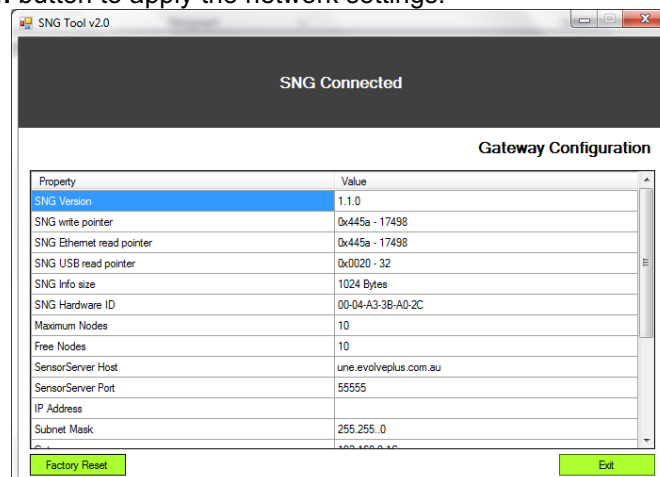 button to apply the network settings.
SNG Tool v2.0
SNG Connected
Gateway Configuration
Property Value
SNG Version 1.1.0
SNG write pointer 0x445a - 17498
SNG Ethernet read pointer 0x445a - 17498
SNG USB read pointer 0x0020 - 32
SNG Info size 1024 Bytes
SNG Hardware ID 00-04-A3-3B-A0-2C
Maximum Nodes 10
Free Nodes 10
SensorServer Host une.evolveplus.com.au
SensorServer Port 55555
IP Address
Subnet Mask 255.255..0
Factory Reset Exit